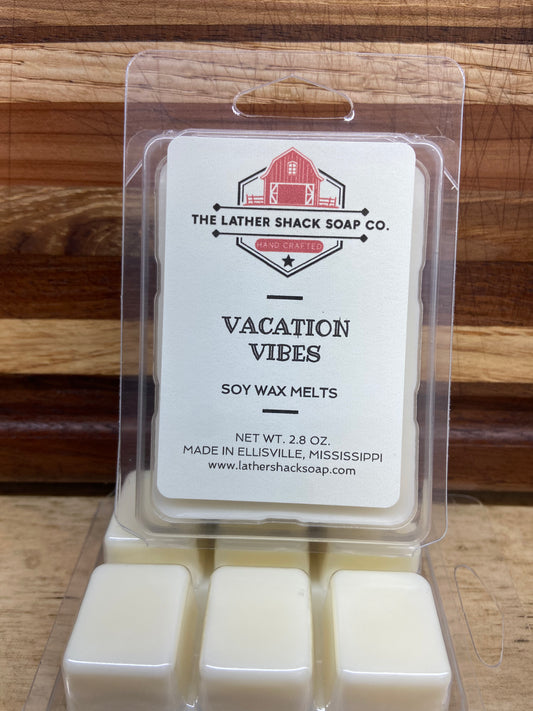 THE LATHER SHACK SOAP CO.
HAND CRAFTED
VACATION
VIBES
SOY WAX MELTS
NET WT. 2.8 OZ.
MADE IN ELLISVILLE, MISSISSIPPI
www.lathershacksoap.com